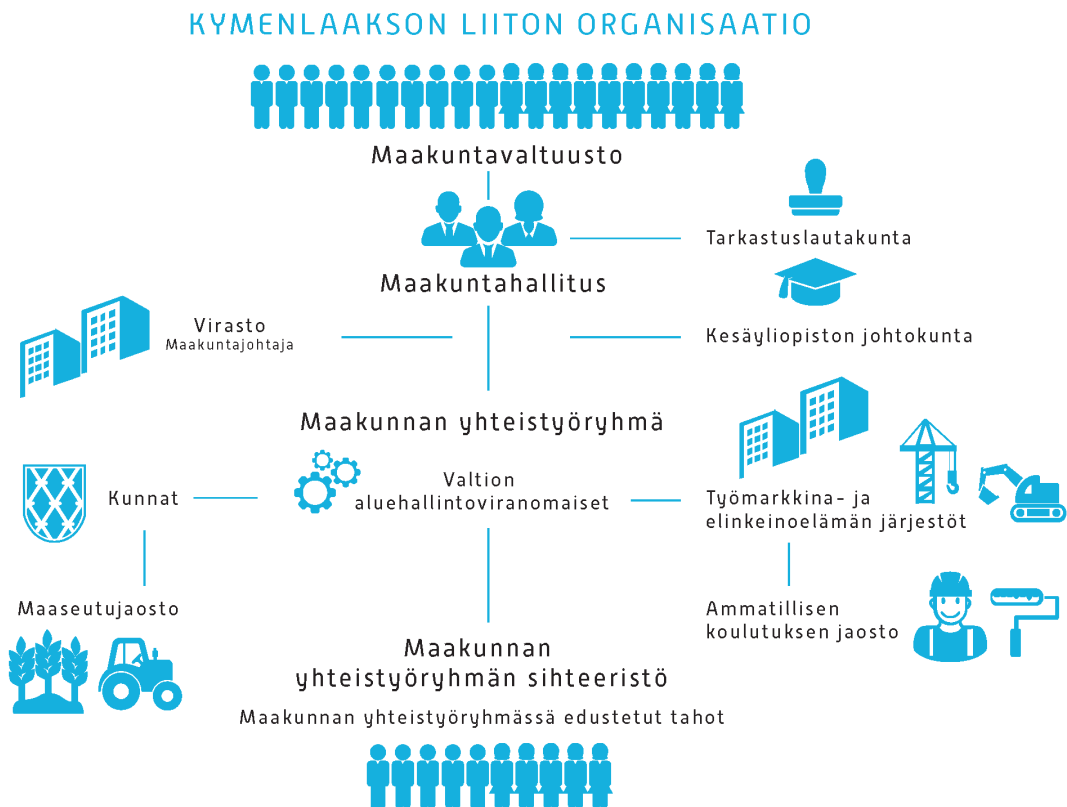 KYMENLAAKSON LIITON ORGANISAATIO
Maakuntavaltuusto
Tarkastuslautakunta
Maakuntahallitus
Virasto
Maakuntajohtaja
Kesäyliopiston johtokunta
Maakunnan yhteistyöryhmä
Kunnat
Valtion
aluehallintoviranomaiset
Työmarkkina- ja
elinkeinoelämän järjestöt
Maaseutujaosto
Ammatillisen
koulutuksen jaosto
Maakunnan
yhteistyöryhmän sihteeristö
Maakunnan yhteistyöryhmässä edustetut tahot